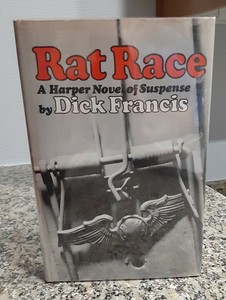 Rat Race
A Harper Novel of Suspense
by Dick Francis